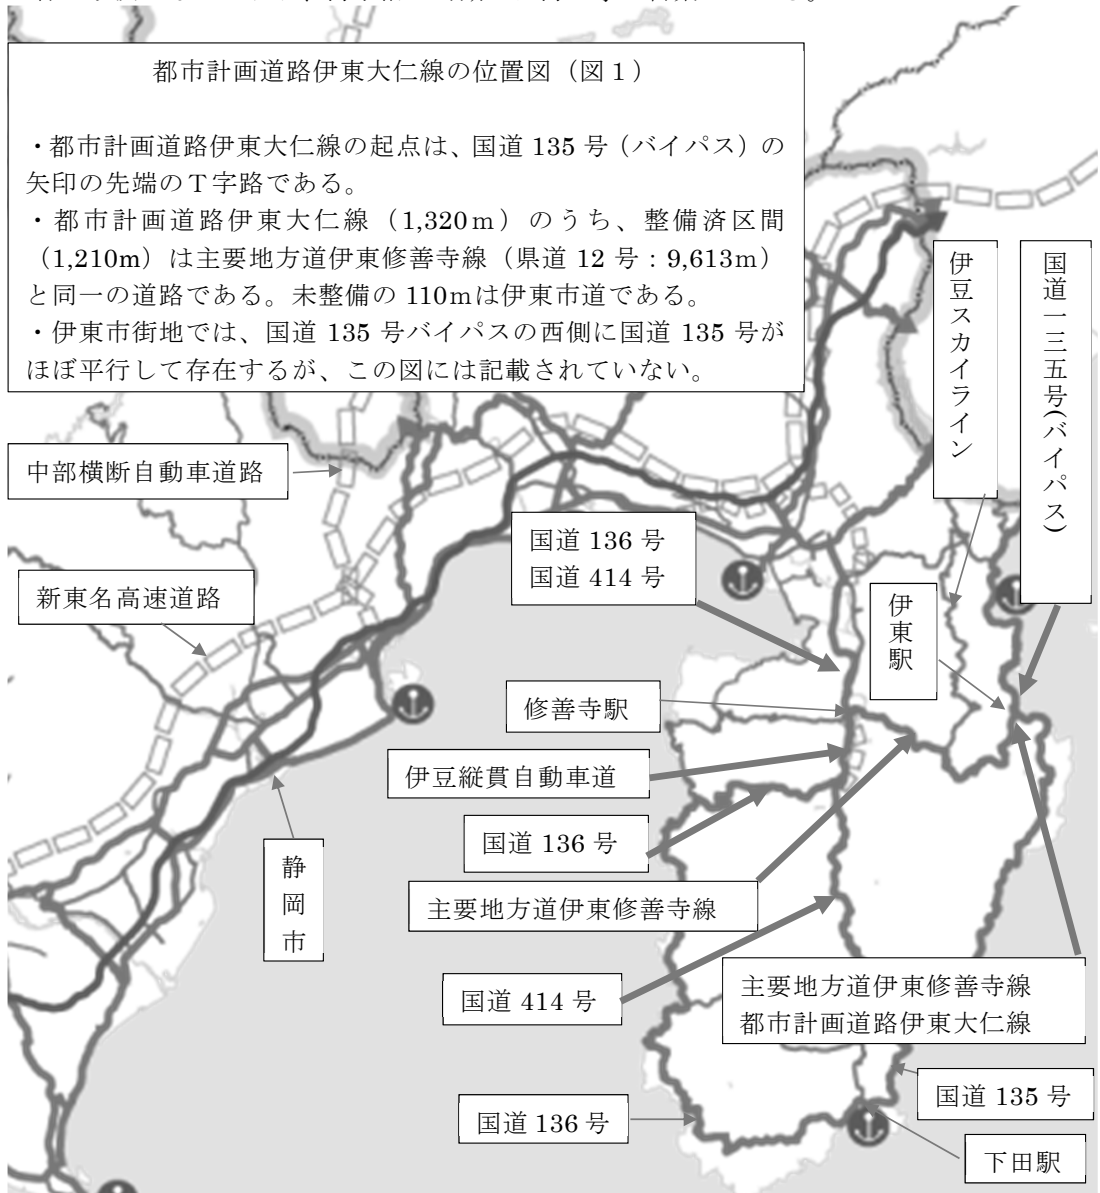 都市計画道路伊東大仁線の位置図（図１）
・都市計画道路伊東大仁線の起点は、国道 135 号（バイパス）の
矢印の先端のＴ字路である。
・都市計画道路伊東大仁線（1,320ｍ）のうち、整備済区間
（1,210m）は主要地方道伊東修善寺線（県道 12 号：9,613ｍ）
と同一の道路である。未整備の 110ｍは伊東市道である。
・伊東市街地では、国道 135 号バイパスの西側に国道 135 号が
ほぼ平行して存在するが、この図には記載されていない。
伊豆スカイライン
国道一三五号(バイパス)
中部横断自動車道路
国道 136 号
国道 414 号
新東名高速道路
伊東駅
修善寺駅
伊豆縦貫自動車道
国道 136 号
静岡市
主要地方道伊東修善寺線
国道 414 号
主要地方道伊東修善寺線
都市計画道路伊東大仁線
国道 135 号
国道 136 号
下田駅